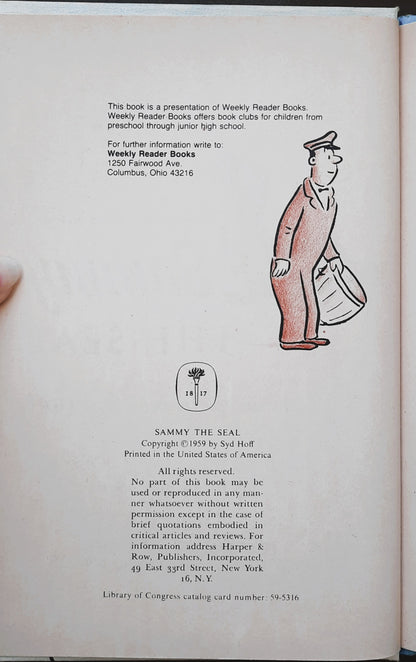 This book is a presentation of Weekly Reader Books.
Weekly Reader Books offers book clubs for children from
preschool through junior high school.
For further information write to:
Weekly Reader Books
1250 Fairwood Ave.
Columbus, Ohio 43216
18 17
SAMMY THE SEAL
Copyright ©1959 by Syd Hoff
Printed in the United States of America
All rights reserved.
No part of this book may be
used or reproduced in any man-
ner whatsoever without written
permission except in the case of
brief quotations embodied in
critical articles and reviews. For
information address Harper &
Row, Publishers, Incorporated,
49 East 33rd Street, New York
16, N.Y.
Library of Congress catalog card number: 59-5316